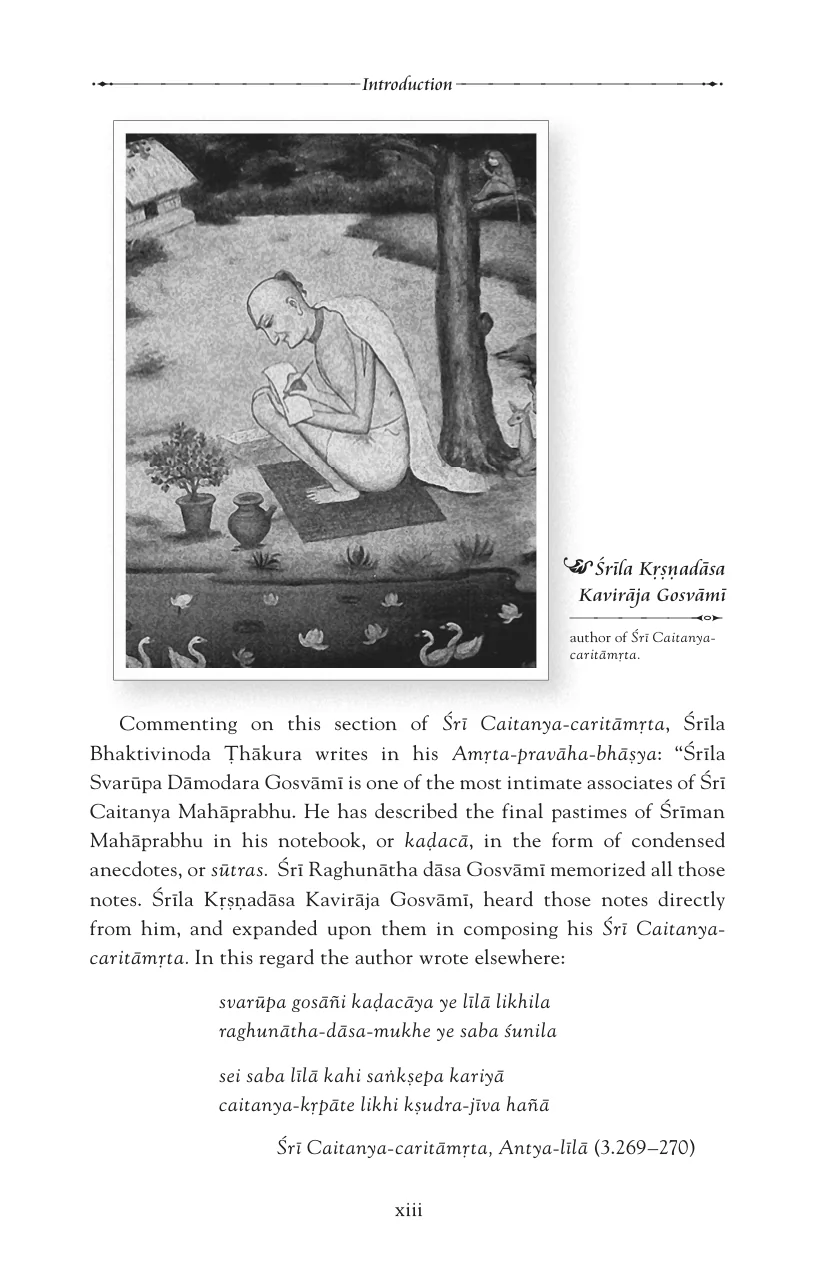 Introduction
Śrīla Kṛṣṇadāsa
Kavirāja Gosvāmī
author of Śrī Caitanya-
caritāmṛta.
Commenting on this section of Śrī Caitanya-caritāmṛta, Śrīla
Bhaktivinoda Ṭhākura writes in his Amṛta-pravāha-bhāṣya: “Śrīla
Svarūpa Dāmodara Gosvāmī is one of the most intimate associates of Śrī
Caitanya Mahāprabhu. He has described the final pastimes of Śrīman
Mahāprabhu in his notebook, or kaḍacā, in the form of condensed
anecdotes, or sūtras. Śrī Raghunātha dāsa Gosvāmī memorized all those
notes. Śrīla Kṛṣṇadāsa Kavirāja Gosvāmī, heard those notes directly
from him, and expanded upon them in composing his Śrī Caitanya-
caritāmṛta. In this regard the author wrote elsewhere:
svarūpa gosāñi kaḍacāya ye līlā likhila
raghunātha-dāsa-mukhe ye saba śunila
sei saba līlā kahi saṅkṣepa kariyā
caitanya-kṛpāte likhi kṣudra-jīva hañā
Śrī Caitanya-caritāmṛta, Antya-līlā (3.269–270)
xiii